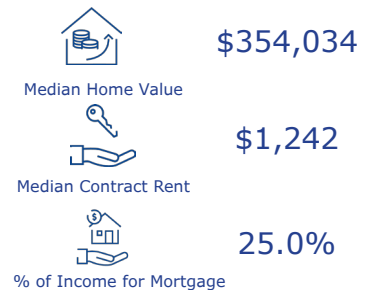 $354,034
Median Home Value
$1,242
Median Contract Rent
$
25.0%
% of Income for Mortgage